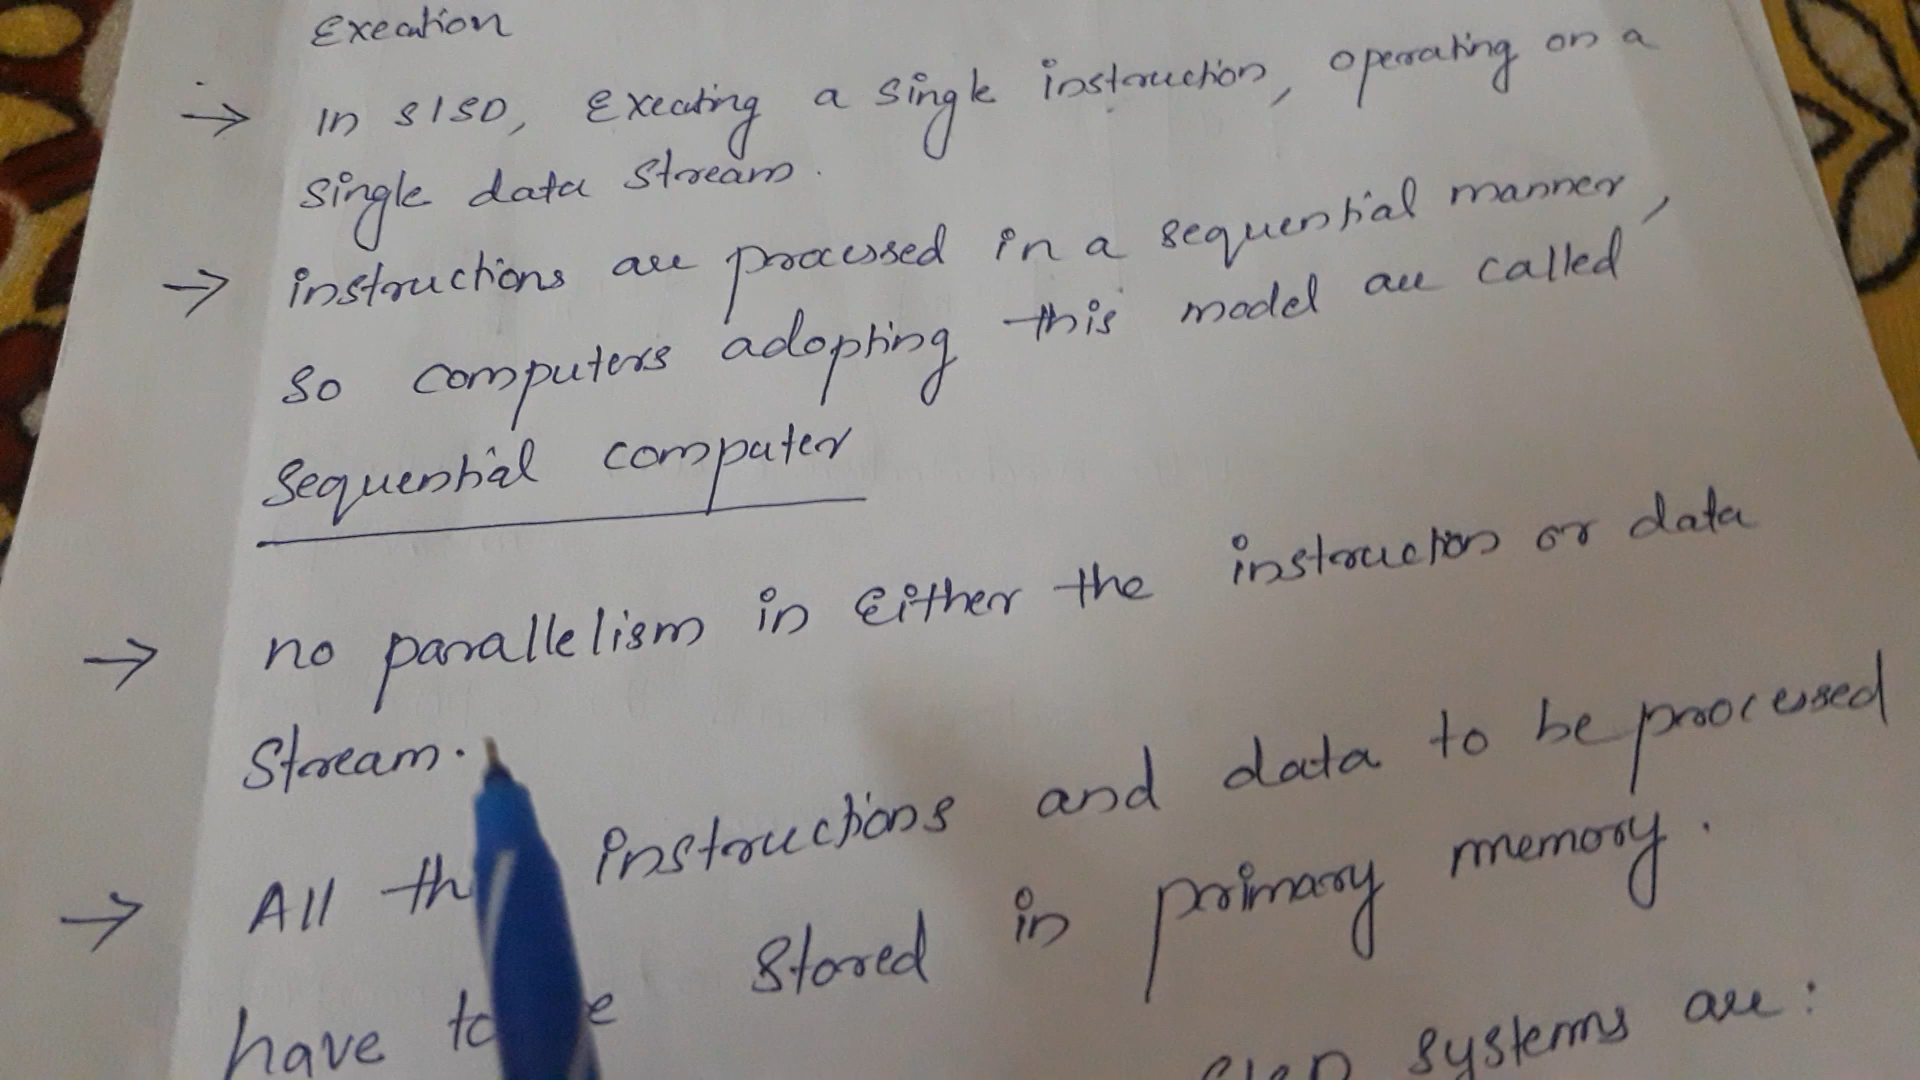 Execution
→ In SISD, Executing a single instruction, operating on a
single data stream.
→ instructions are processed in a sequential manner,
so computers adopting this model are called
sequential computer
→ no parallelism in Either the instruction or data
stream.
→ All th instructions and data to be processed
have to e stored in primary memory.
systems are: